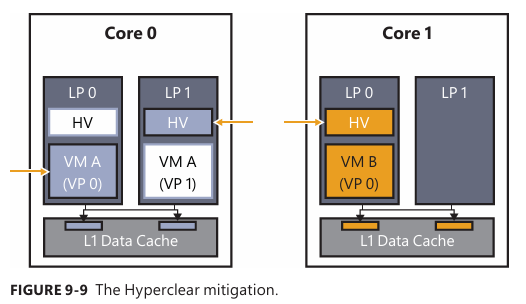 Core 0
Core 1
LP 0
LP 1
LP 0
LP 1
HV
HV
HV
VM A
(VP 0)
VM A
(VP 1)
VM B
(VP 0)
L1 Data Cache
L1 Data Cache
FIGURE 9-9 The Hyperclear mitigation.